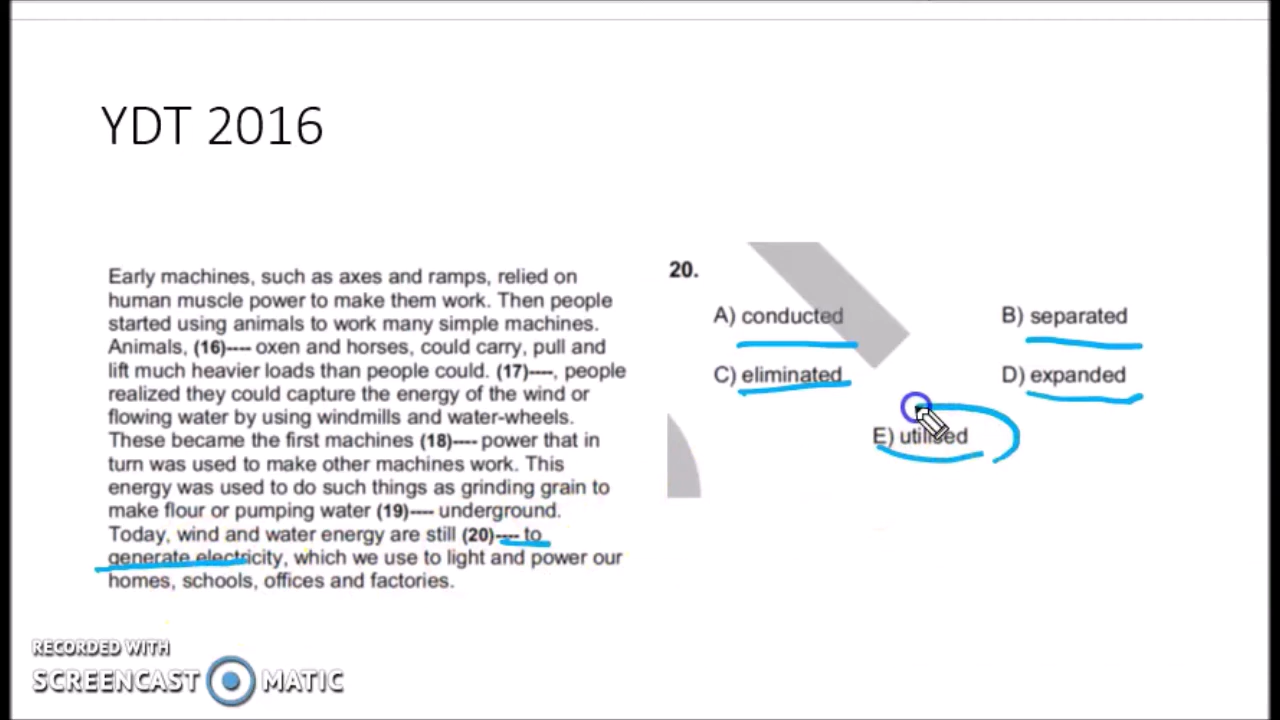 YDT 2016
Early machines, such as axes and ramps, relied on
human muscle power to make them work. Then people
started using animals to work many simple machines.
Animals, (16)---- oxen and horses, could carry, pull and
lift much heavier loads than people could. (17)----, people
realized they could capture the energy of the wind or
flowing water by using windmills and water-wheels.
These became the first machines (18)---- power that in
turn was used to make other machines work. This
energy was used to do such things as grinding grain to
make flour or pumping water (19)---- underground.
Today, wind and water energy are still (20)---- to
generate electricity, which we use to light and power our
homes, schools, offices and factories.
20.
A) conducted B) separated
C) eliminated D) expanded
E) utilised
RECORDED WITH
SCREENCAST MATIC